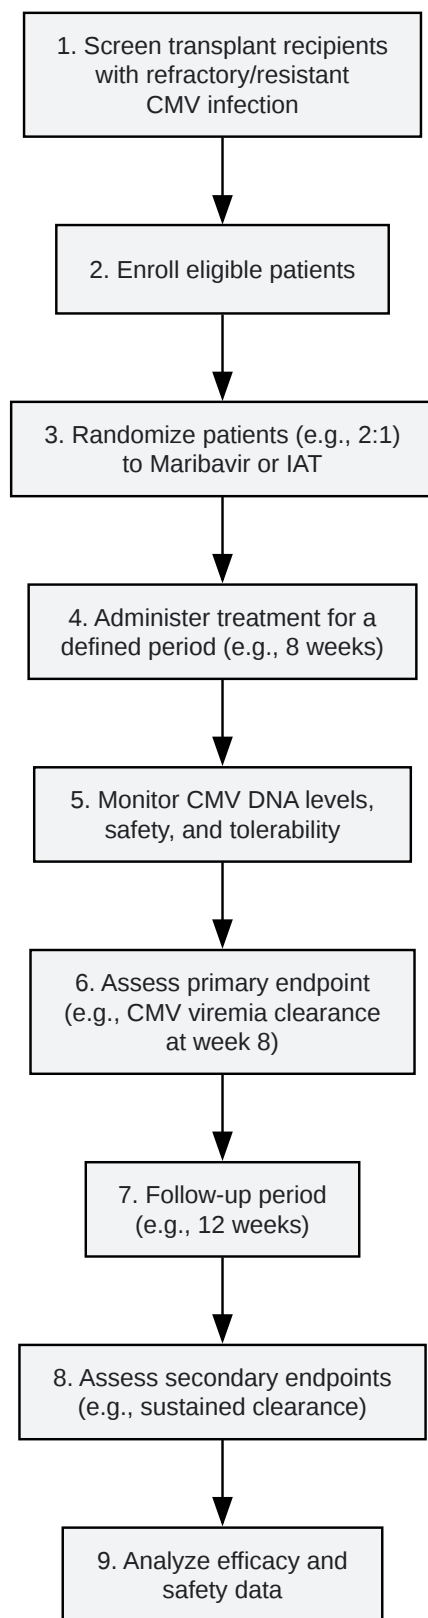 1. Screen transplant recipients
with refractory/resistant
CMV infection
2. Enroll eligible patients
3. Randomize patients (e.g., 2:1)
to Maribavir or IAT
4. Administer treatment for a
defined period (e.g., 8 weeks)
5. Monitor CMV DNA levels,
safety, and tolerability
6. Assess primary endpoint
(e.g., CMV viremia clearance
at week 8)
7. Follow-up period
(e.g., 12 weeks)
8. Assess secondary endpoints
(e.g., sustained clearance)
9. Analyze efficacy and
safety data